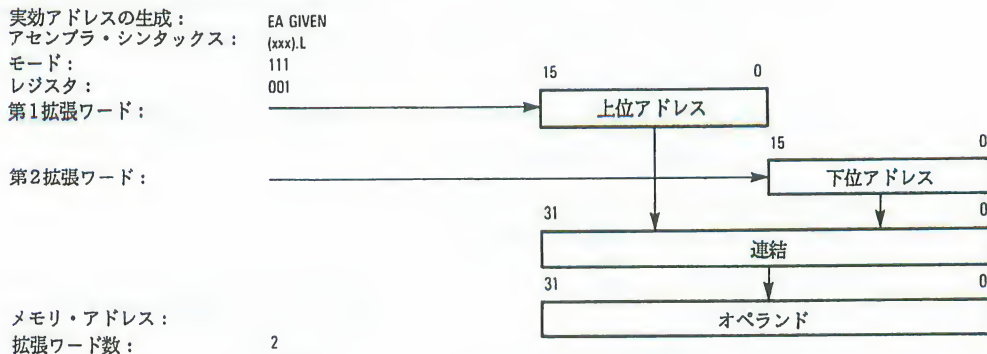 実効アドレスの生成： EA GIVEN
アセンブラ・シンタックス： (xxx).L
モード： 111
レジスタ： 001
15 0
第1拡張ワード： 上位アドレス
15 0
第2拡張ワード： 下位アドレス
31 0
連結
31 0
メモリ・アドレス： オペランド
拡張ワード数： 2